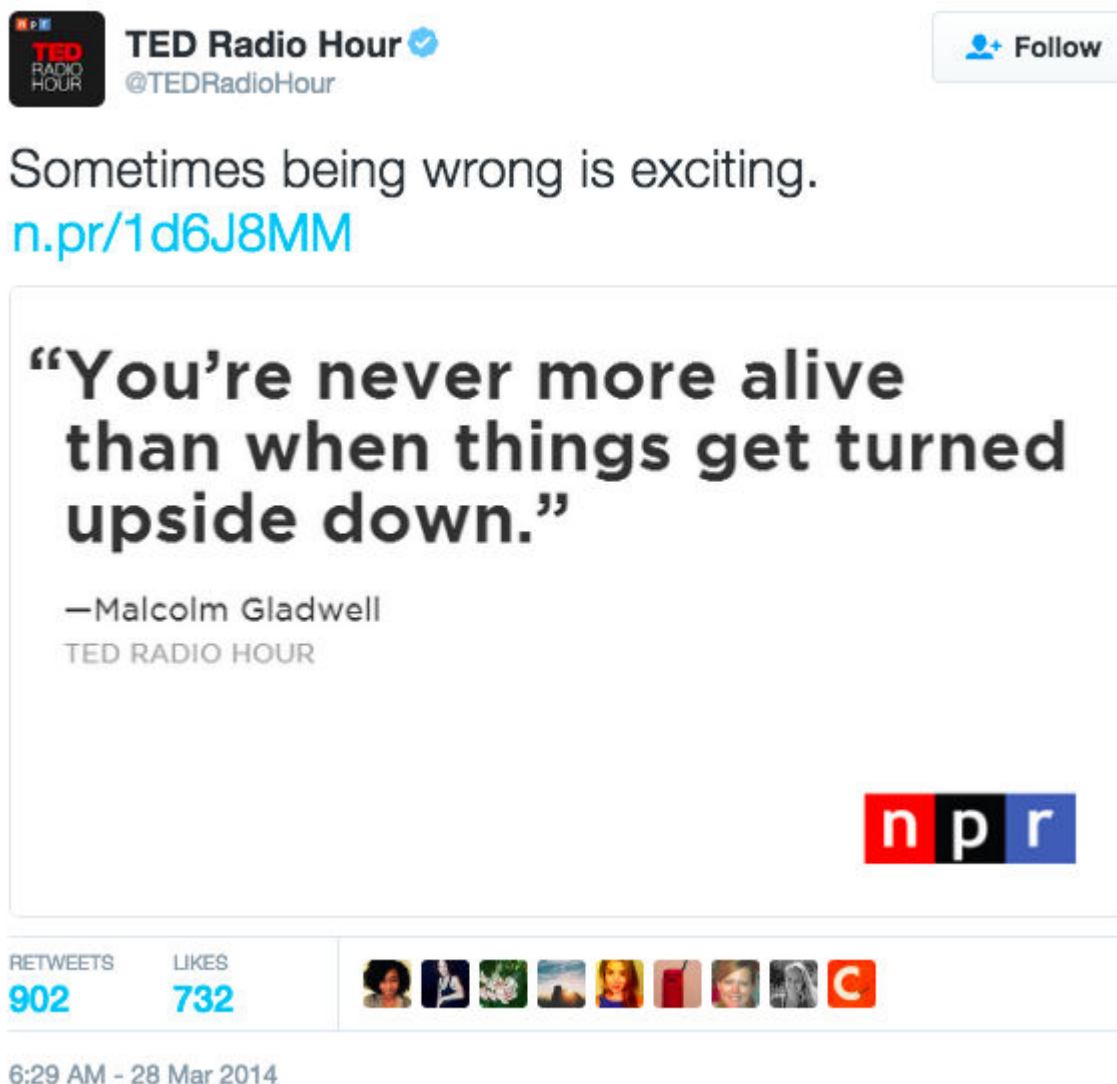 npr
TED
RADIO
HOUR
TED Radio Hour
@TEDRadioHour
Follow
Sometimes being wrong is exciting.
n.pr/1d6J8MM
“You’re never more alive
than when things get turned
upside down.”
—Malcolm Gladwell
TED RADIO HOUR
n p r
RETWEETS
LIKES
902
732
C
6:29 AM - 28 Mar 2014